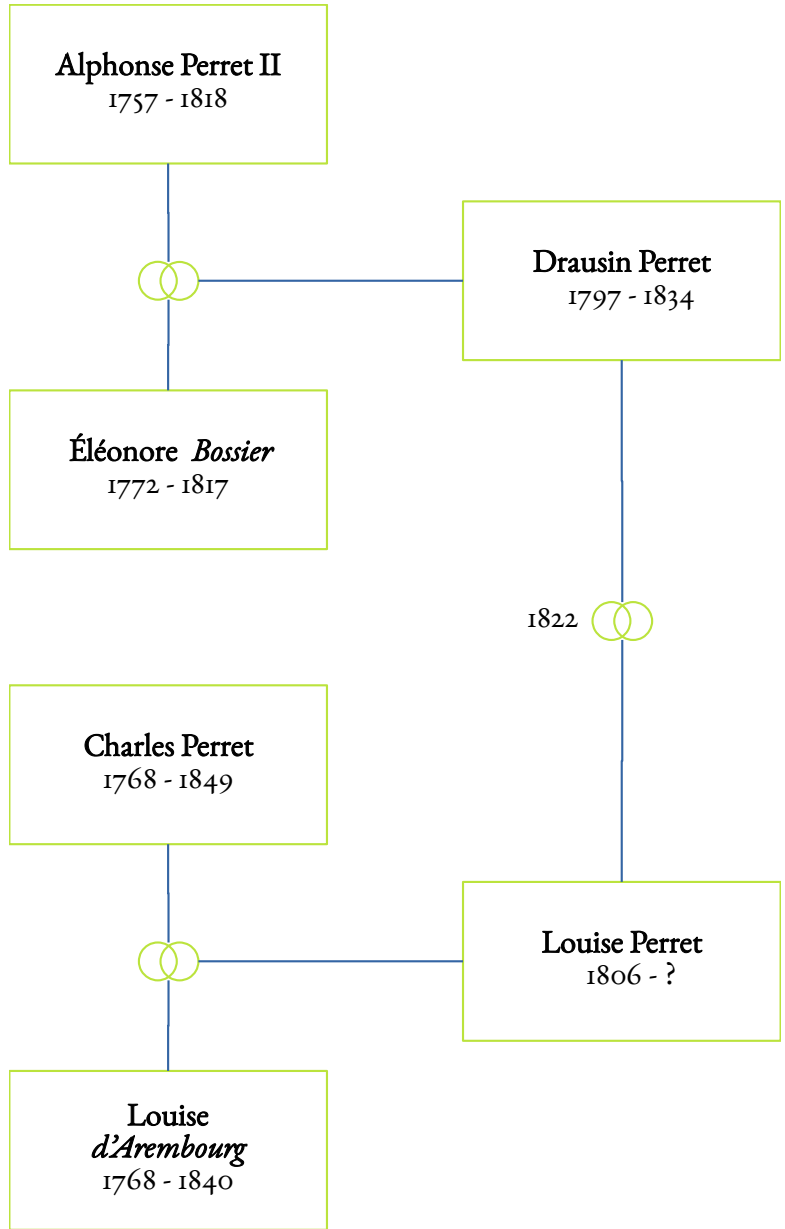 Alphonse Perret II
1757 - 1818
Drausin Perret
1797 - 1834
Éléonore Bossier
1772 - 1817
1822
Charles Perret
1768 - 1849
Louise Perret
1806 - ?
Louise
d'Arembourg
1768 - 1840